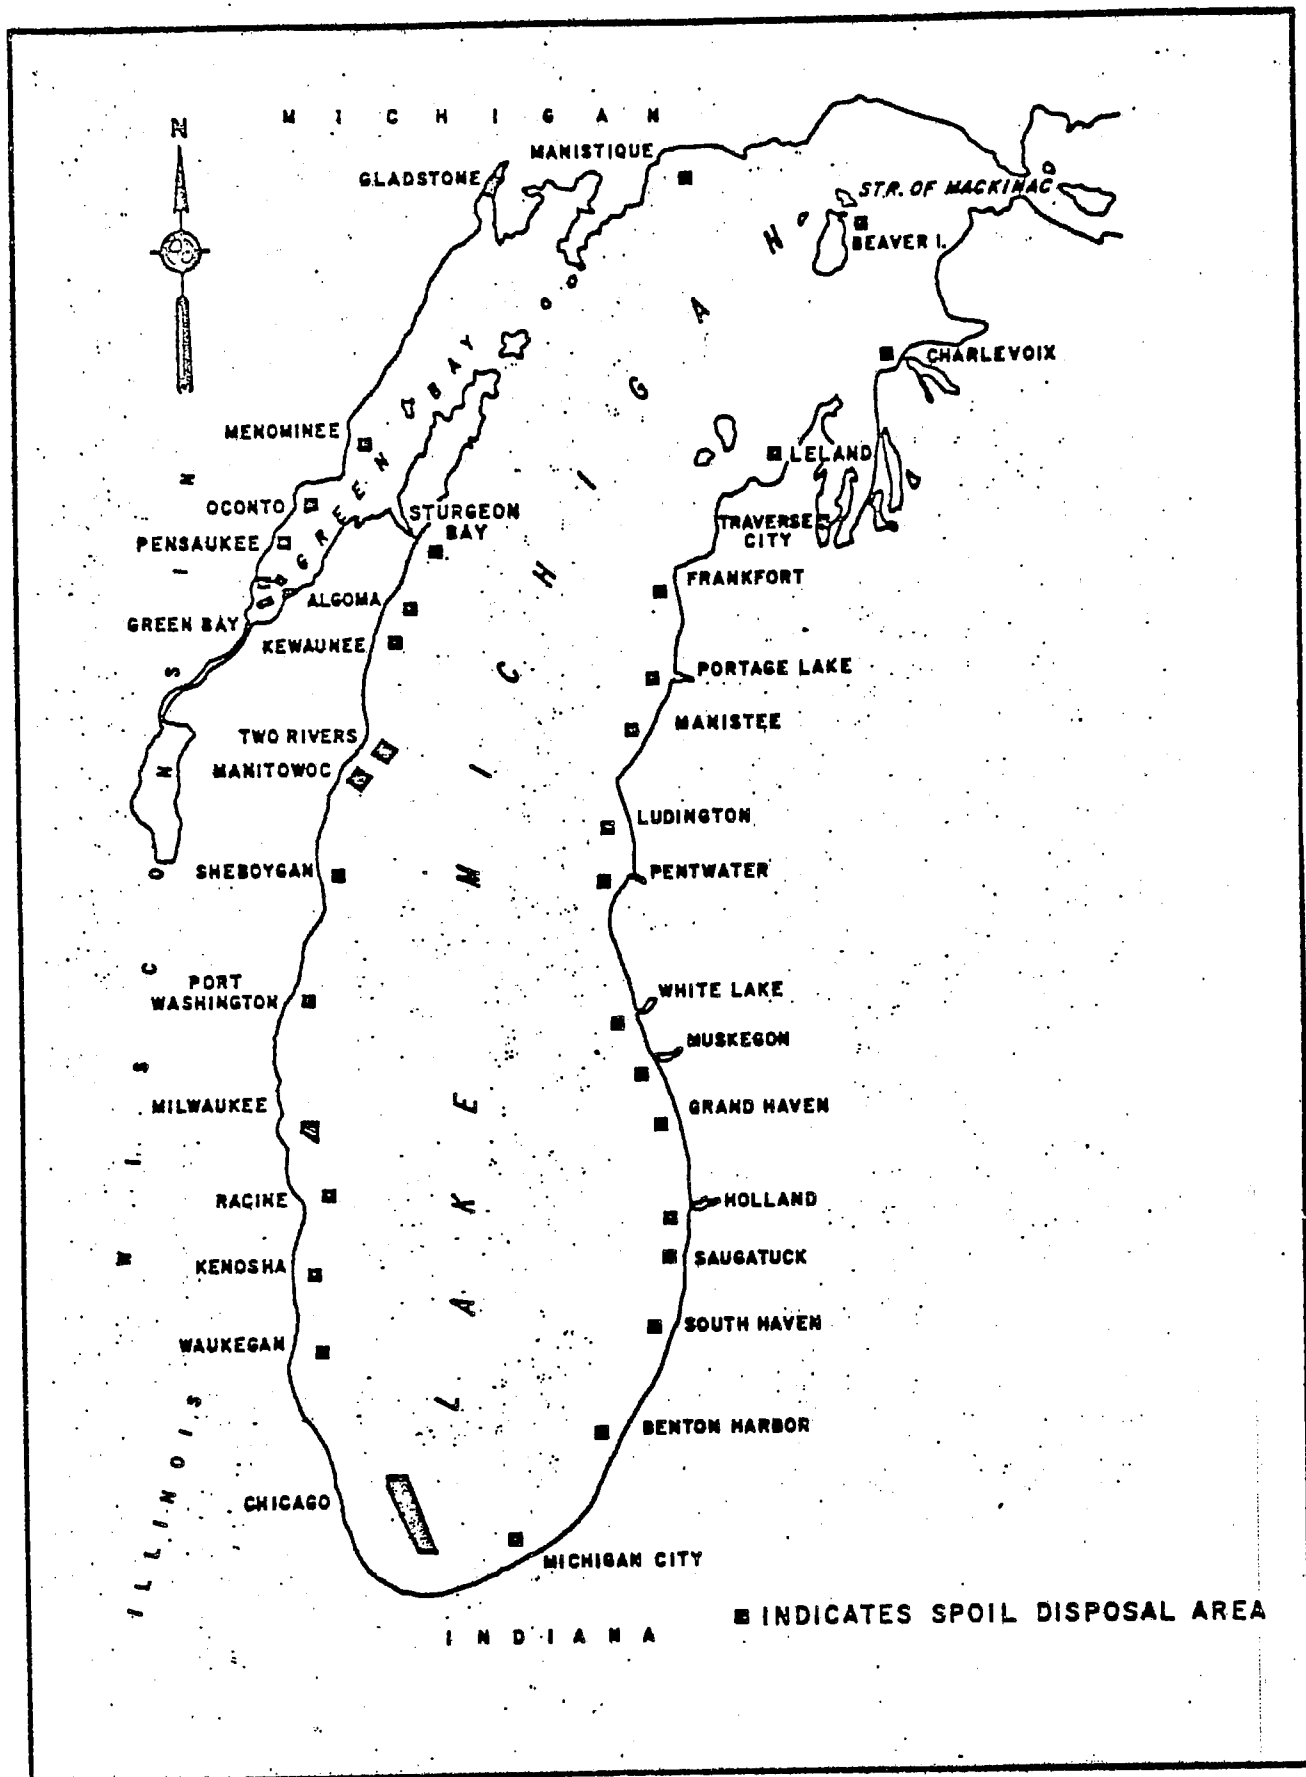 MICHIGAN
N
MANISTIQUE
GLADSTONE
STR. OF MACKINAC
BEAVER I.
CHARLEVOIX
GREEN BAY
MENOMINEE
LELAND
OCONTO
STURGEON
BAY
PENSAUKEE
TRAVERSE
CITY
FRANKFORT
ALGOMA
GREEN BAY
KEWAUNEE
PORTAGE LAKE
MANISTEE
TWO RIVERS
MANITOWOC
LUDINGTON
SHEBOYGAN
PENTWATER
LAKE MICHIGAN
WISCONSIN
PORT
WASHINGTON
WHITE LAKE
MUSKEGON
MILWAUKEE
GRAND HAVEN
RACINE
HOLLAND
KENOSHA
SAUGATUCK
WAUKEGAN
SOUTH HAVEN
ILLINOIS
BENTON HARBOR
CHICAGO
MICHIGAN CITY
INDICATES SPOIL DISPOSAL AREA
INDIANA